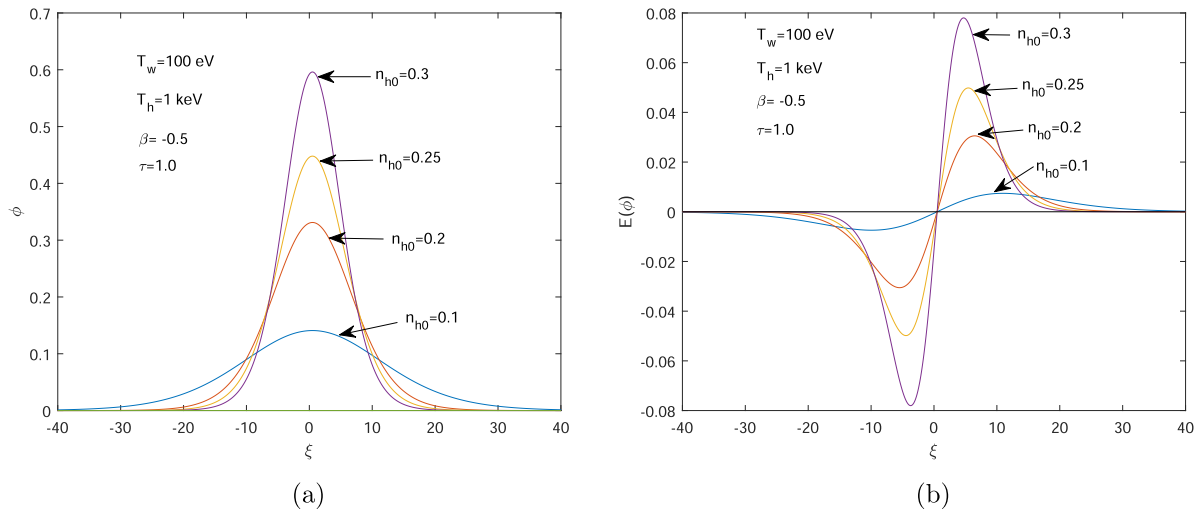 0.7
0.6
0.5
0.4
0.3
0.2
0.1
0
ϕ
T_w=100 eV
T_h=1 keV
β= -0.5
τ=1.0
n_h0=0.3
n_h0=0.25
n_h0=0.2
n_h0=0.1
-40 -30 -20 -10 0 10 20 30 40
ξ
(a)
0.08
0.06
0.04
0.02
0
-0.02
-0.04
-0.06
-0.08
E(ϕ)
T_w=100 eV
T_h=1 keV
β= -0.5
τ=1.0
n_h0=0.3
n_h0=0.25
n_h0=0.2
n_h0=0.1
-40 -30 -20 -10 0 10 20 30 40
ξ
(b)